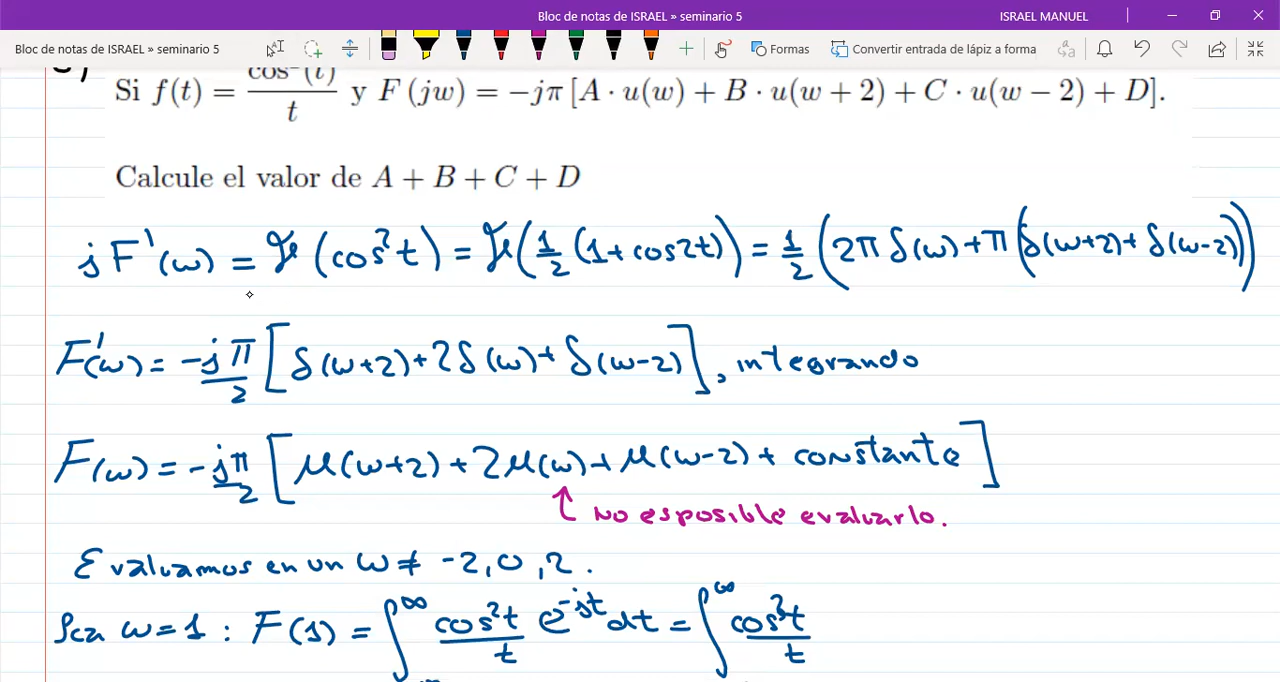 Bloc de notas de ISRAEL » seminario 5
ISRAEL MANUEL
Bloc de notas de ISRAEL » seminario 5
Formas
Convertir entrada de lápiz a forma
Si f(t) = cos²(t)/t y F (jw) = −jπ [A · u(w) + B · u(w + 2) + C · u(w − 2) + D].
Calcule el valor de A + B + C + D
jF'(ω) = ℱ(cos²t) = ℱ(1/2 (1+cos2t)) = 1/2 (2π δ(ω) + π(δ(ω+2) + δ(ω-2)))
F'(ω) = -jπ/2 [δ(ω+2) + 2δ(ω) + δ(ω-2)], integrando
F(ω) = -jπ/2 [μ(ω+2) + 2μ(ω) + μ(ω-2) + constante]
↑ no es posible evaluarlo.
Evaluamos en un ω ≠ -2, 0, 2.
Sea ω=1 : F(1) = ∫^∞ cos²t/t e^-jt dt = ∫^∞ cos²t/t